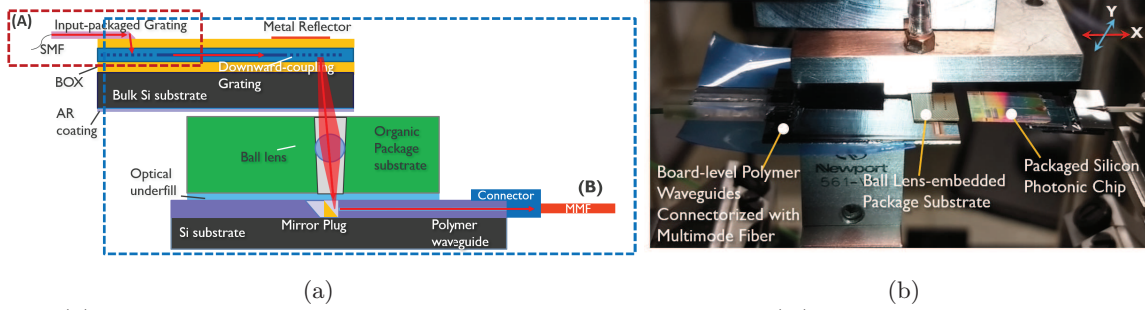 (A)
Input-packaged Grating
Metal Reflector
SMF
Downward-coupling
Grating
BOX
Bulk Si substrate
AR
coating
Organic
Package
substrate
Ball lens
Optical
underfill
Connector
(B)
MMF
Mirror Plug
Si substrate
Polymer
waveguide
(a)
Y
X
Newport
561-
Board-level Polymer
Waveguides
Connectorized with
Multimode Fiber
Ball Lens-embedded
Package Substrate
Packaged Silicon
Photonic Chip
(b)